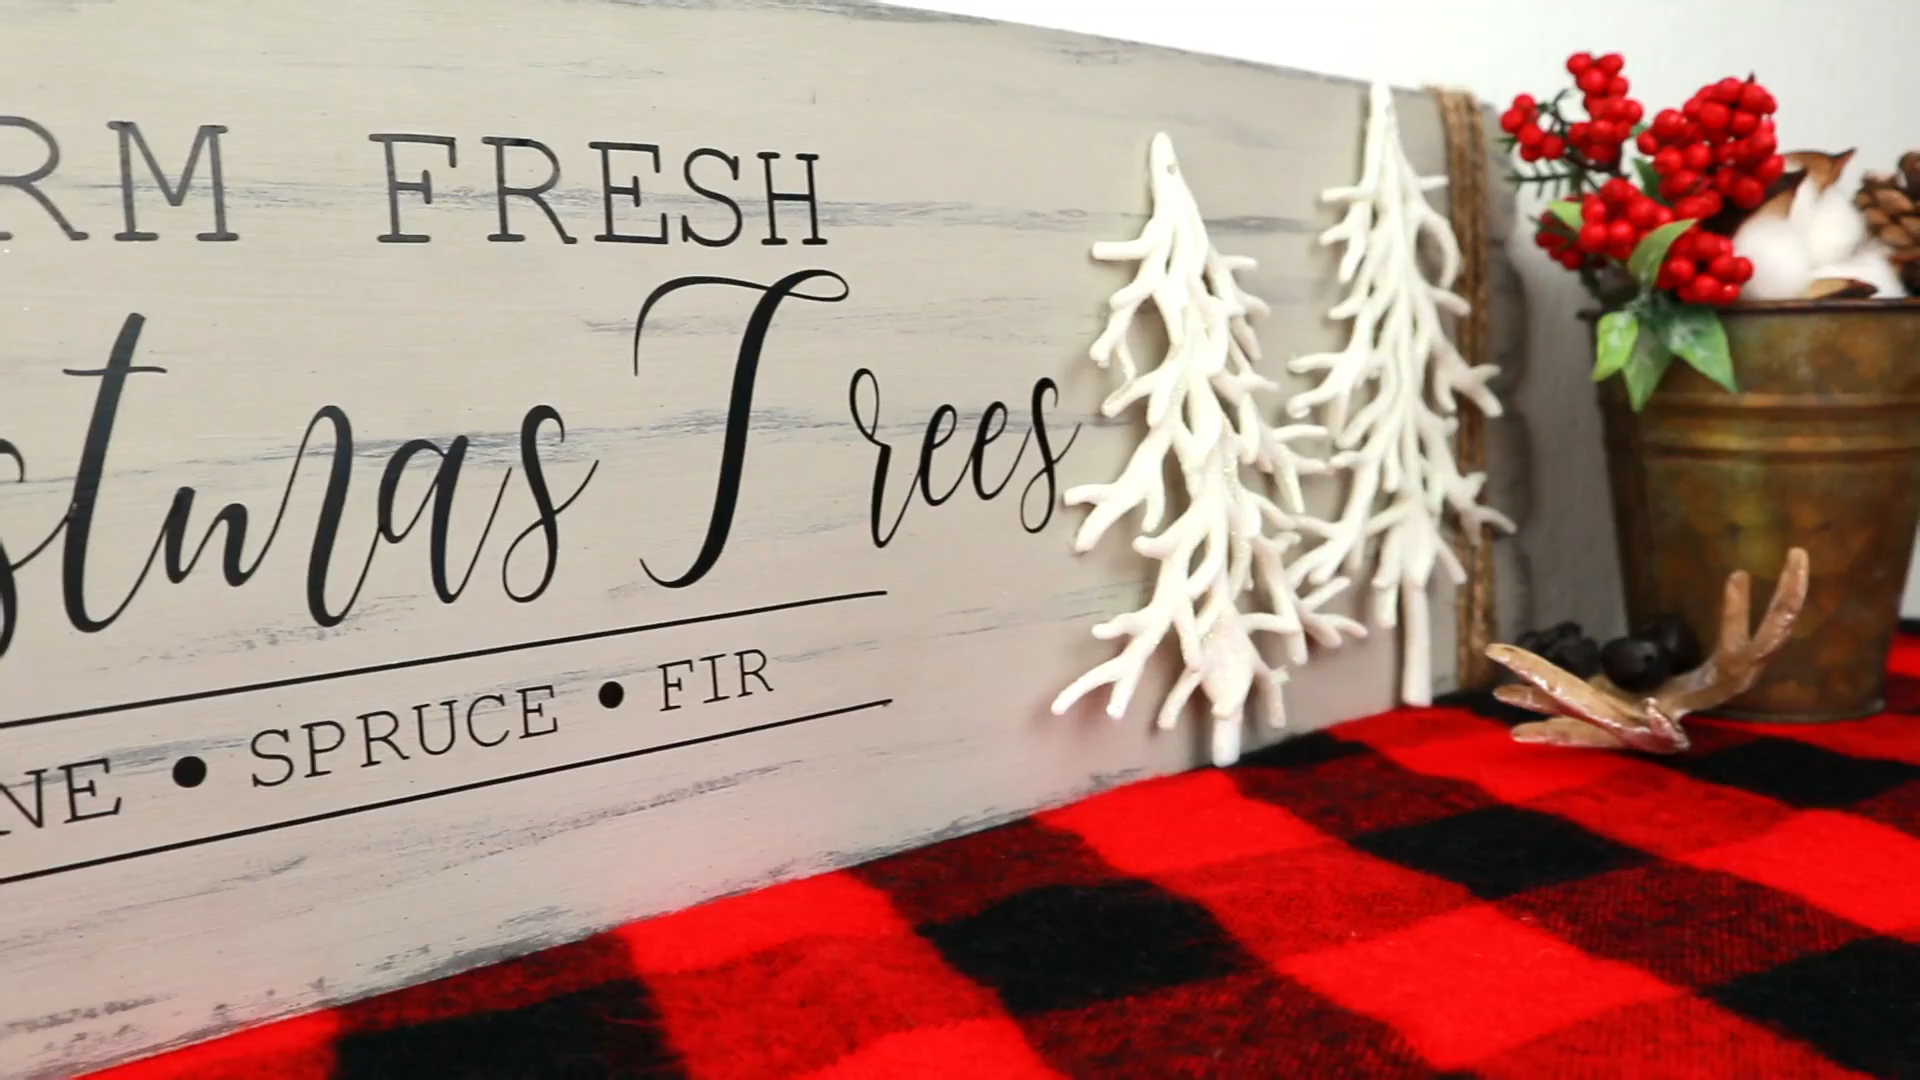 RM FRESH
stmas Trees
NE • SPRUCE • FIR